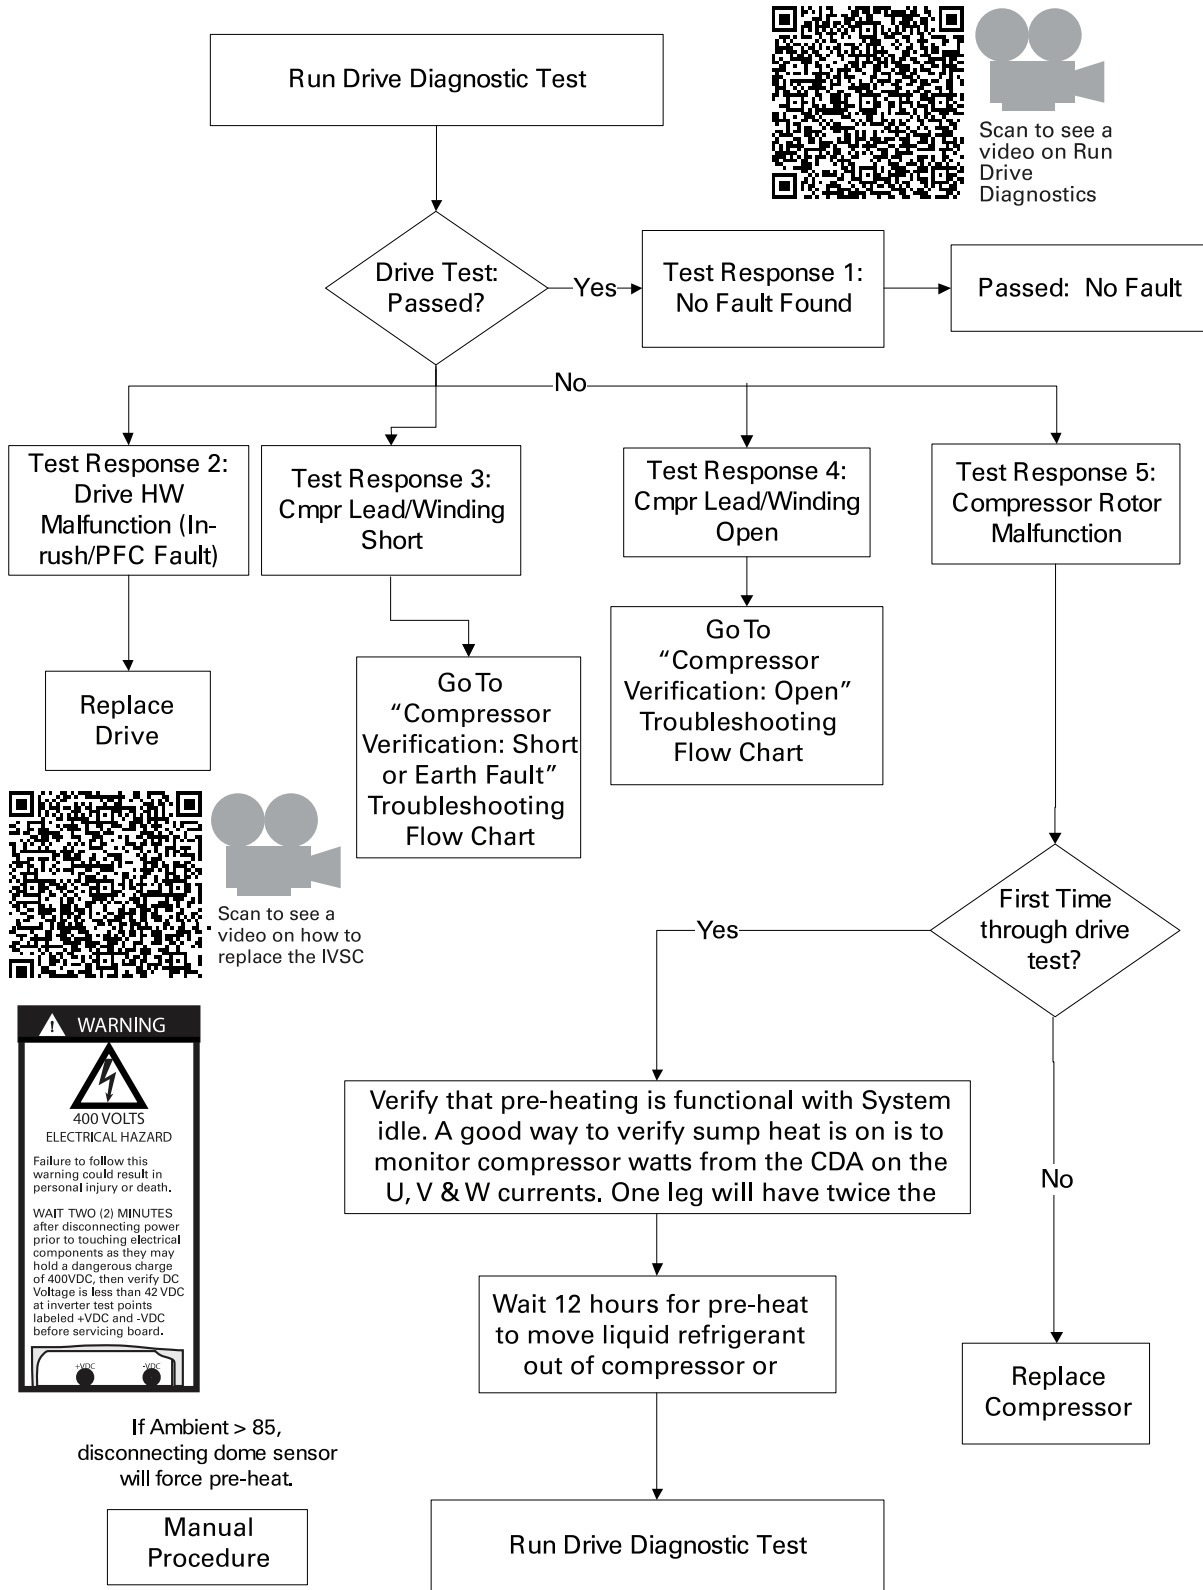 Run Drive Diagnostic Test
Scan to see a
video on Run
Drive
Diagnostics
Drive Test:
Passed?
Yes
Test Response 1:
No Fault Found
Passed: No Fault
No
Test Response 2:
Drive HW
Malfunction (In-
rush/PFC Fault)
Test Response 3:
Cmpr Lead/Winding
Short
Test Response 4:
Cmpr Lead/Winding
Open
Test Response 5:
Compressor Rotor
Malfunction
Replace
Drive
Go To
“Compressor
Verification: Short
or Earth Fault”
Troubleshooting
Flow Chart
Go To
“Compressor
Verification: Open”
Troubleshooting
Flow Chart
Scan to see a
video on how to
replace the IVSC
First Time
through drive
test?
Yes
No
WARNING
400 VOLTS
ELECTRICAL HAZARD
Failure to follow this
warning could result in
personal injury or death.
WAIT TWO (2) MINUTES
after disconnecting power
prior to touching electrical
components as they may
hold a dangerous charge
of 400VDC, then verify DC
Voltage is less than 42 VDC
at inverter test points
labeled +VDC and -VDC
before servicing board.
+VDC -VDC
Verify that pre-heating is functional with System
idle. A good way to verify sump heat is on is to
monitor compressor watts from the CDA on the
U, V & W currents. One leg will have twice the
Wait 12 hours for pre-heat
to move liquid refrigerant
out of compressor or
Replace
Compressor
If Ambient > 85,
disconnecting dome sensor
will force pre-heat.
Manual
Procedure
Run Drive Diagnostic Test